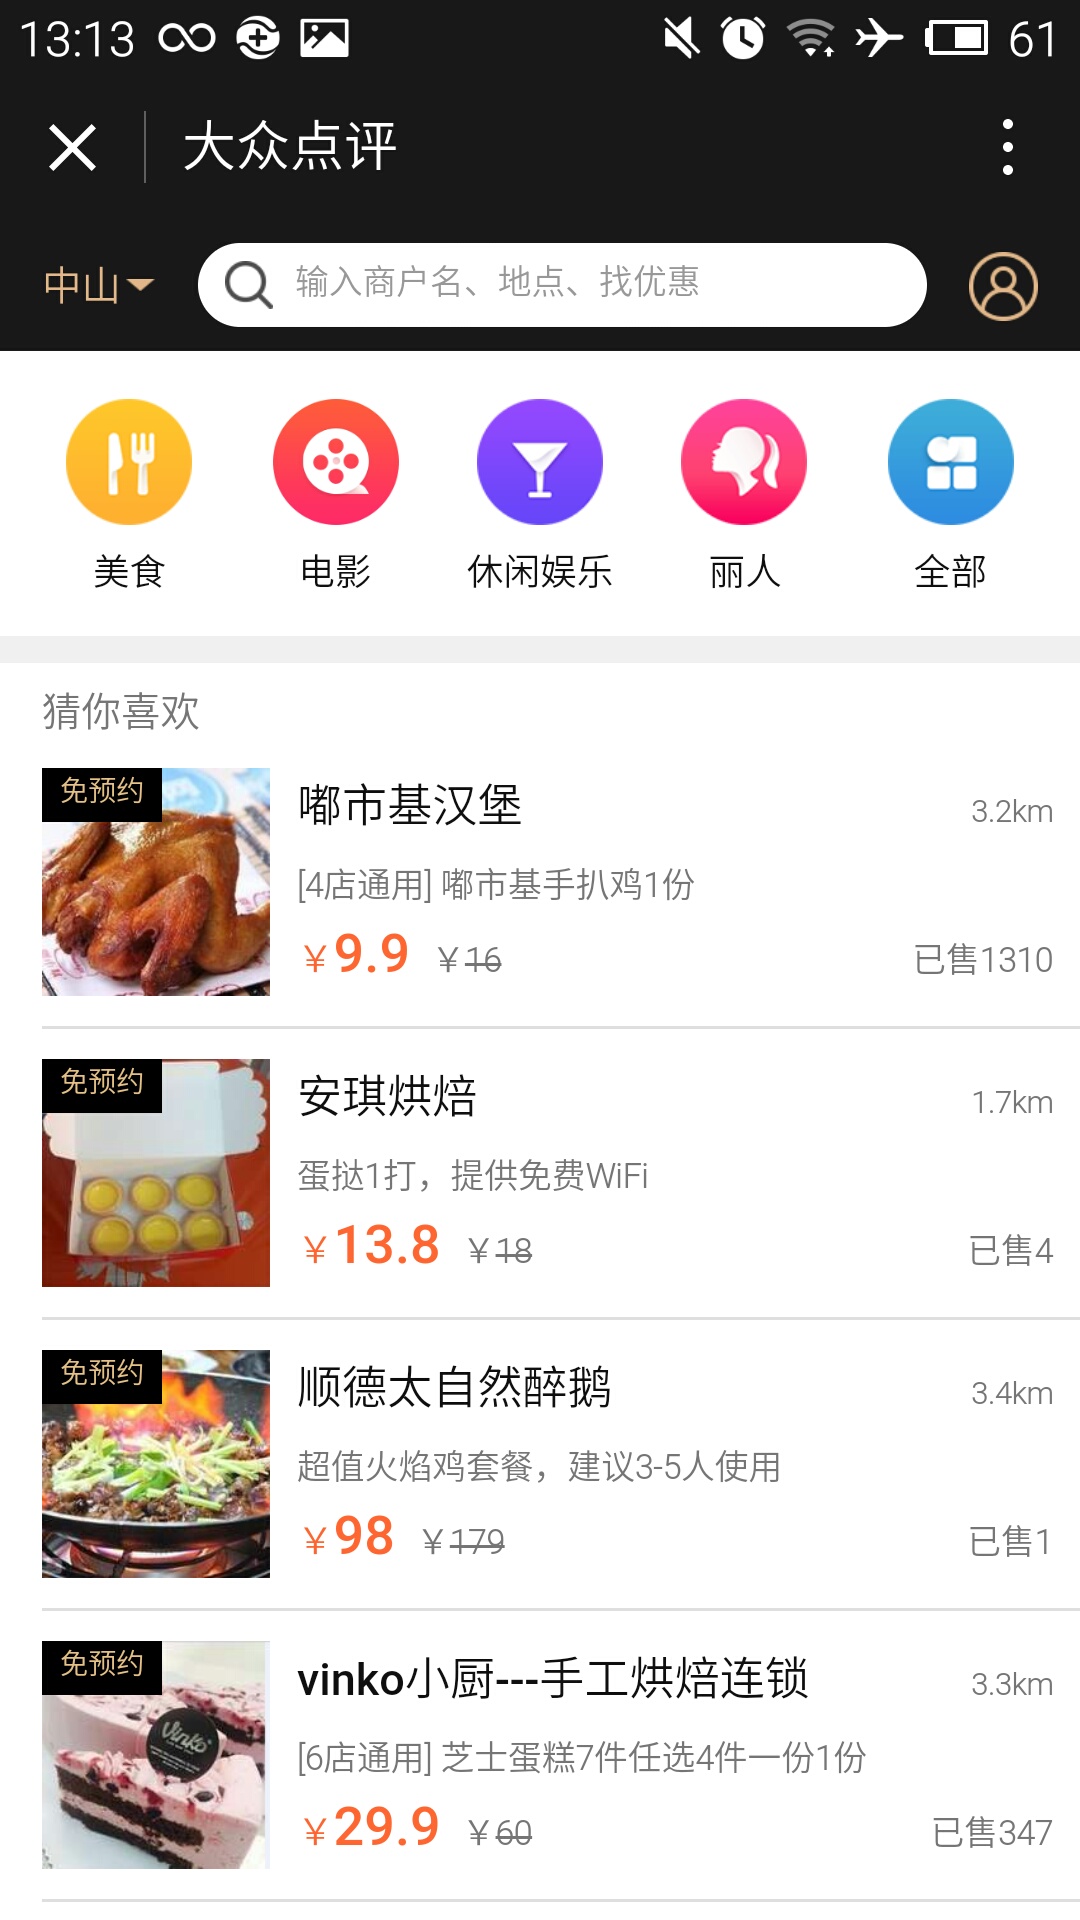 13:13 61
大众点评
中山 输入商户名、地点、找优惠
美食 电影 休闲娱乐 丽人 全部
猜你喜欢
免预约
嘟市基汉堡 3.2km
[4店通用] 嘟市基手扒鸡1份
￥9.9 ￥16 已售1310
免预约
安琪烘焙 1.7km
蛋挞1打，提供免费WiFi
￥13.8 ￥18 已售4
免预约
顺德太自然醉鹅 3.4km
超值火焰鸡套餐，建议3-5人使用
￥98 ￥179 已售1
免预约
vinko小厨---手工烘焙连锁 3.3km
Vinko
[6店通用] 芝士蛋糕7件任选4件一份1份
￥29.9 ￥60 已售347